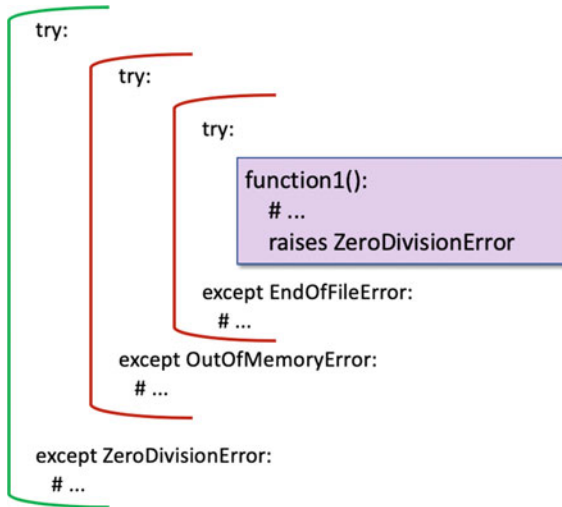 try:
try:
try:
function1():
# ...
raises ZeroDivisionError
except EndOfFileError:
# ...
except OutOfMemoryError:
# ...
except ZeroDivisionError:
# ...